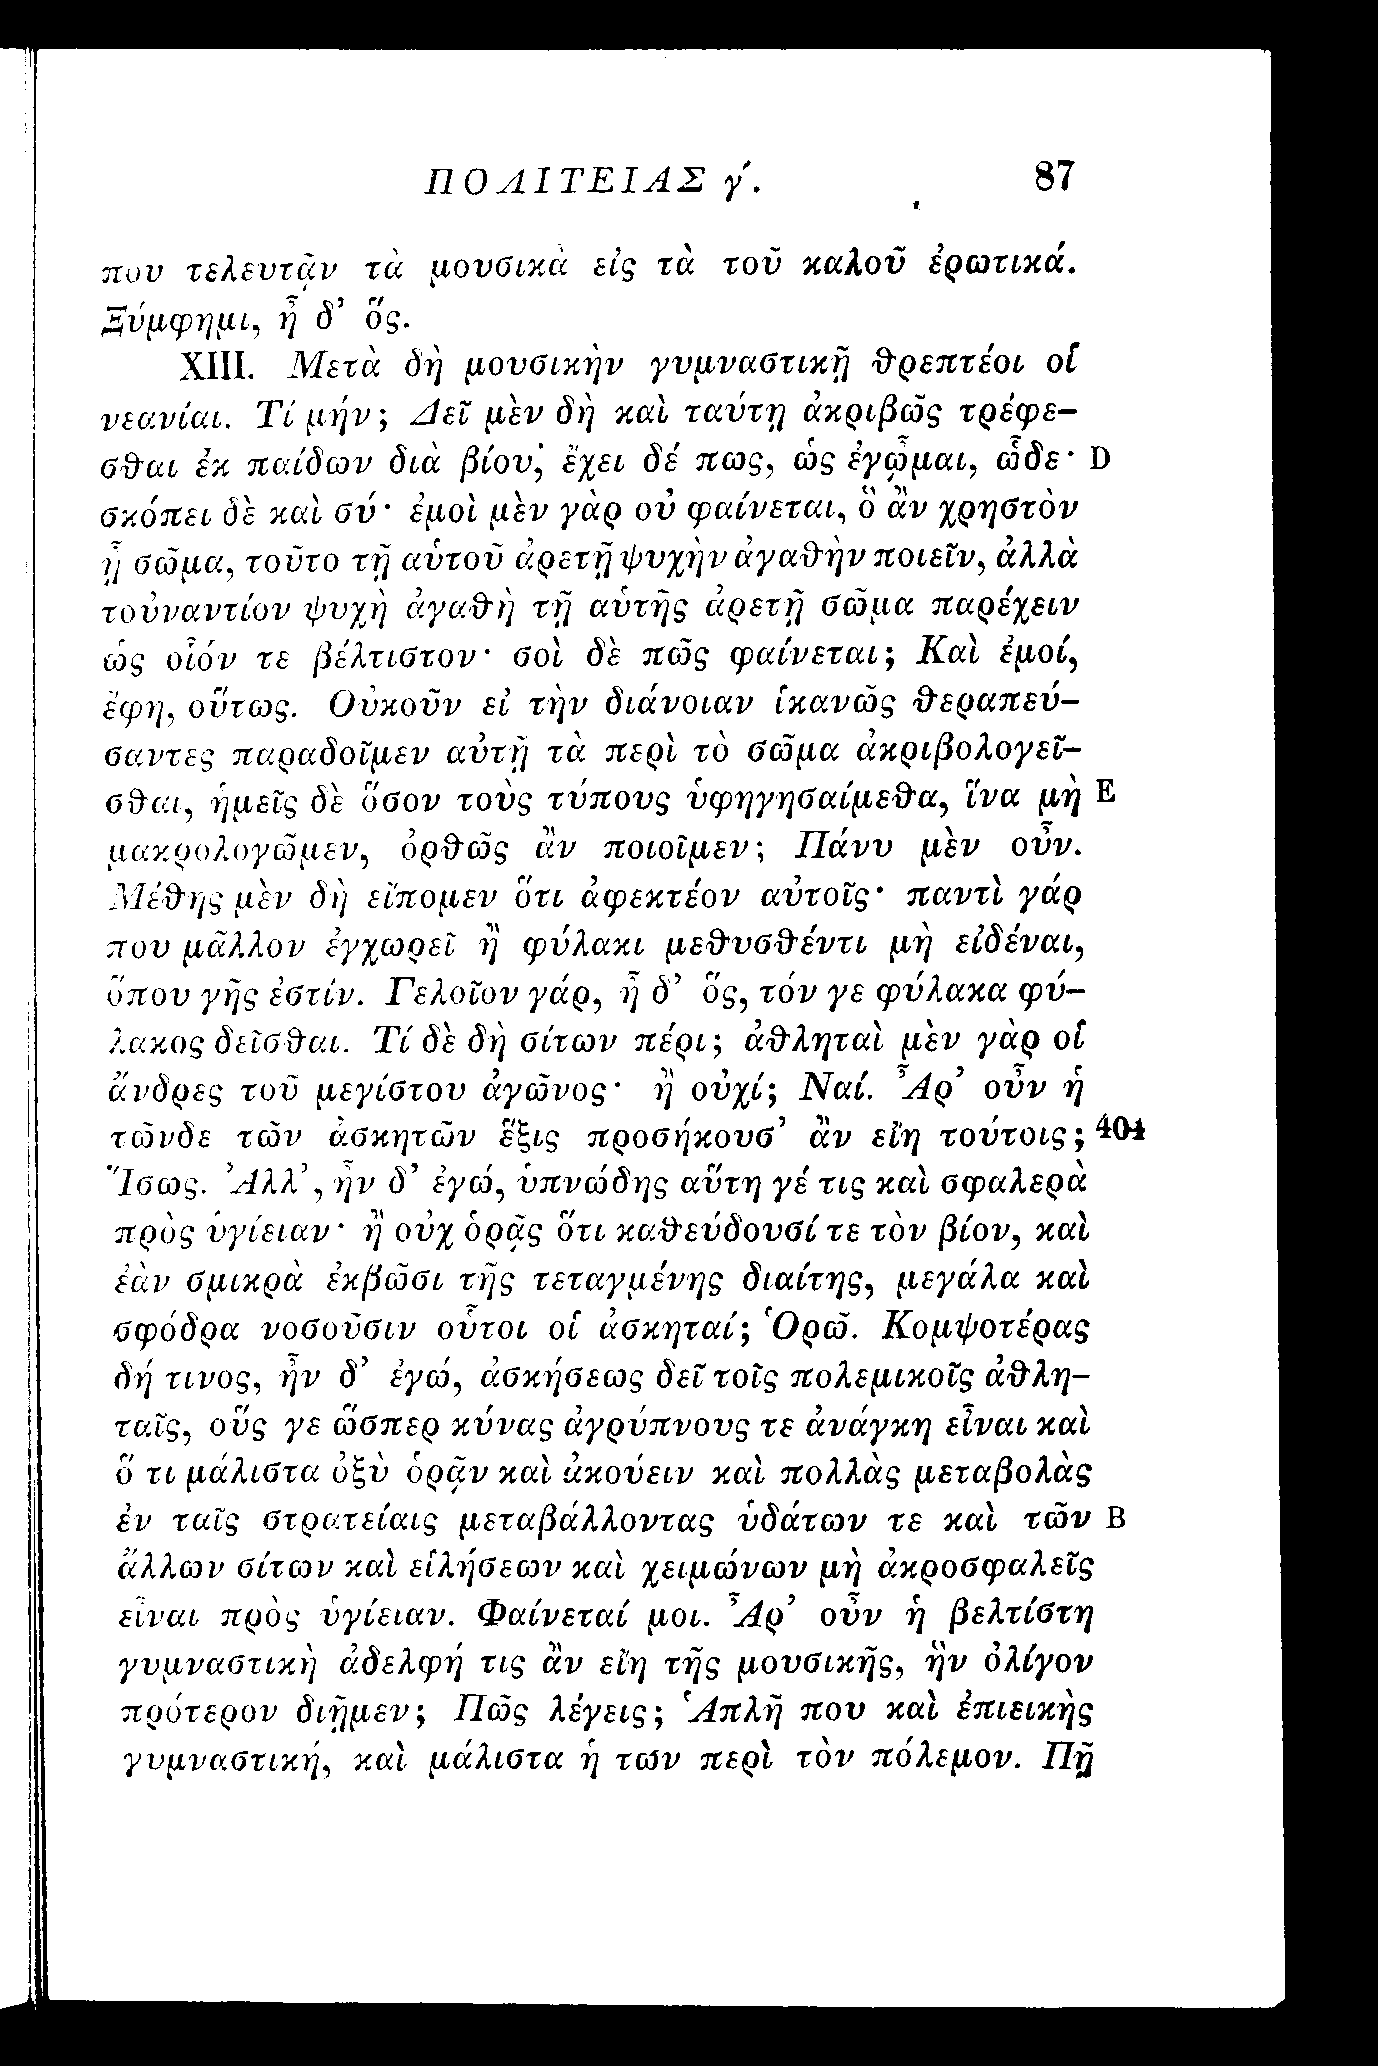 ΠΟΛΙΤΕΙΑΣ γ΄. 87
που τελευτᾶν τὰ μουσικὰ εἰς τὰ τοῦ καλοῦ ἐρωτικά.
Ξύμφημι, ἦ δ’ ὅς.
XIII. Μετὰ δὴ μουσικὴν γυμναστικῇ θρεπτέοι οἱ
νεανίαι. Τί μήν; Δεῖ μὲν δὴ καὶ ταύτῃ ἀκριβῶς τρέφε-
σθαι ἐκ παίδων διὰ βίου, ἔχει δέ πως, ὡς ἐγᾦμαι, ὧδε· D
σκόπει δὲ καὶ σύ· ἐμοὶ μὲν γὰρ οὐ φαίνεται, ὃ ἂν χρηστὸν
ᾖ σῶμα, τοῦτο τῇ αὑτοῦ ἀρετῇ ψυχὴν ἀγαθὴν ποιεῖν, ἀλλὰ
τοὐναντίον ψυχὴ ἀγαθὴ τῇ αὑτῆς ἀρετῇ σῶμα παρέχειν
ὡς οἷόν τε βέλτιστον· σοὶ δὲ πῶς φαίνεται; Καὶ ἐμοί,
ἔφη, οὕτως. Οὐκοῦν εἰ τὴν διάνοιαν ἱκανῶς θεραπεύ-
σαντες παραδοῖμεν αὐτῇ τὰ περὶ τὸ σῶμα ἀκριβολογεῖ-
σθαι, ἡμεῖς δὲ ὅσον τοὺς τύπους ὑφηγησαίμεθα, ἵνα μὴ E
μακρολογῶμεν, ὀρθῶς ἂν ποιοῖμεν; Πάνυ μὲν οὖν.
Μέθης μὲν δὴ εἴπομεν ὅτι ἀφεκτέον αὐτοῖς· παντὶ γάρ
που μᾶλλον ἐγχωρεῖ ἢ φύλακι μεθυσθέντι μὴ εἰδέναι,
ὅπου γῆς ἐστίν. Γελοῖον γάρ, ἦ δ’ ὅς, τόν γε φύλακα φύ-
λακος δεῖσθαι. Τί δὲ δὴ σίτων πέρι; ἀθληταὶ μὲν γὰρ οἱ
ἄνδρες τοῦ μεγίστου ἀγῶνος· ἢ οὐχί; Ναί. Ἆρ’ οὖν ἡ
τῶνδε τῶν ἀσκητῶν ἕξις προσήκουσ’ ἂν εἴη τούτοις; 404
Ἴσως. Ἀλλ’, ἦν δ’ ἐγώ, ὑπνώδης αὕτη γέ τις καὶ σφαλερὰ
πρὸς ὑγίειαν· ἢ οὐχ ὁρᾷς ὅτι καθεύδουσί τε τὸν βίον, καὶ
ἐὰν σμικρὰ ἐκβῶσι τῆς τεταγμένης διαίτης, μεγάλα καὶ
σφόδρα νοσοῦσιν οὗτοι οἱ ἀσκηταί; Ὁρῶ. Κομψοτέρας
δή τινος, ἦν δ’ ἐγώ, ἀσκήσεως δεῖ τοῖς πολεμικοῖς ἀθλη-
ταῖς, οὕς γε ὥσπερ κύνας ἀγρύπνους τε ἀνάγκη εἶναι καὶ
ὅ τι μάλιστα ὀξὺ ὁρᾷν καὶ ἀκούειν καὶ πολλὰς μεταβολὰς
ἐν ταῖς στρατείαις μεταβάλλοντας ὑδάτων τε καὶ τῶν B
ἄλλων σίτων καὶ εἱλήσεων καὶ χειμώνων μὴ ἀκροσφαλεῖς
εἶναι πρὸς ὑγίειαν. Φαίνεταί μοι. Ἆρ’ οὖν ἡ βελτίστη
γυμναστικὴ ἀδελφή τις ἂν εἴη τῆς μουσικῆς, ἣν ὀλίγον
πρότερον διῇμεν; Πῶς λέγεις; Ἁπλῆ που καὶ ἐπιεικὴς
γυμναστική, καὶ μάλιστα ἡ των περὶ τὸν πόλεμον. Πῇ